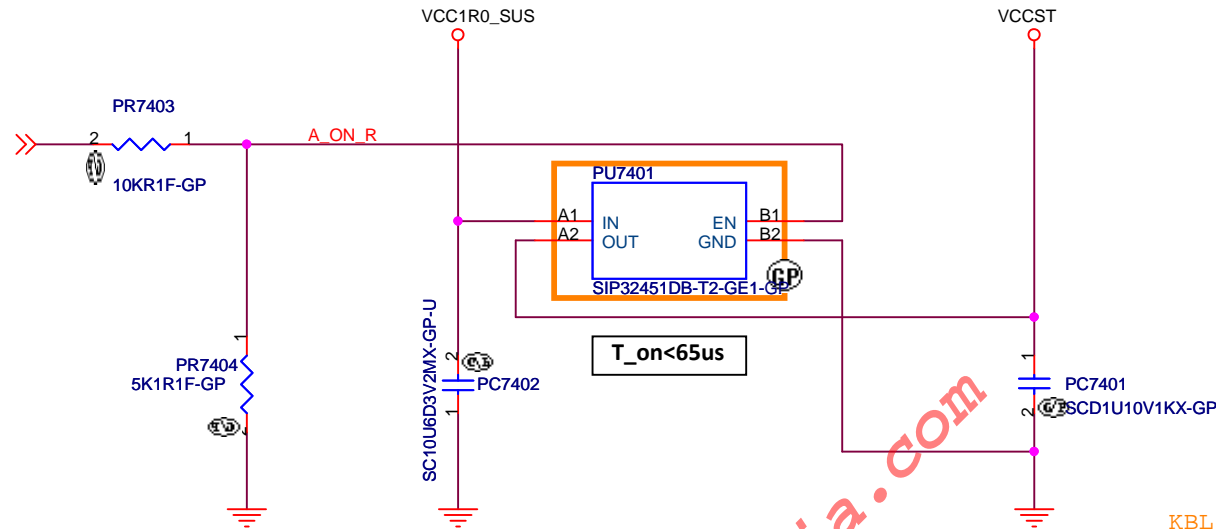 VCC1R0_SUS
VCCST
PR7403
2
1
A_ON_R
10KR1F-GP
PU7401
A1
IN
EN
B1
A2
OUT
GND
B2
GP
SIP32451DB-T2-GE1-GP
T_on<65us
1
PR7404
5K1R1F-GP
SC10U6D3V2MX-GP-U
2
PC7402
1
1
PC7401
2
SCD1U10V1KX-GP
a.com
KBL